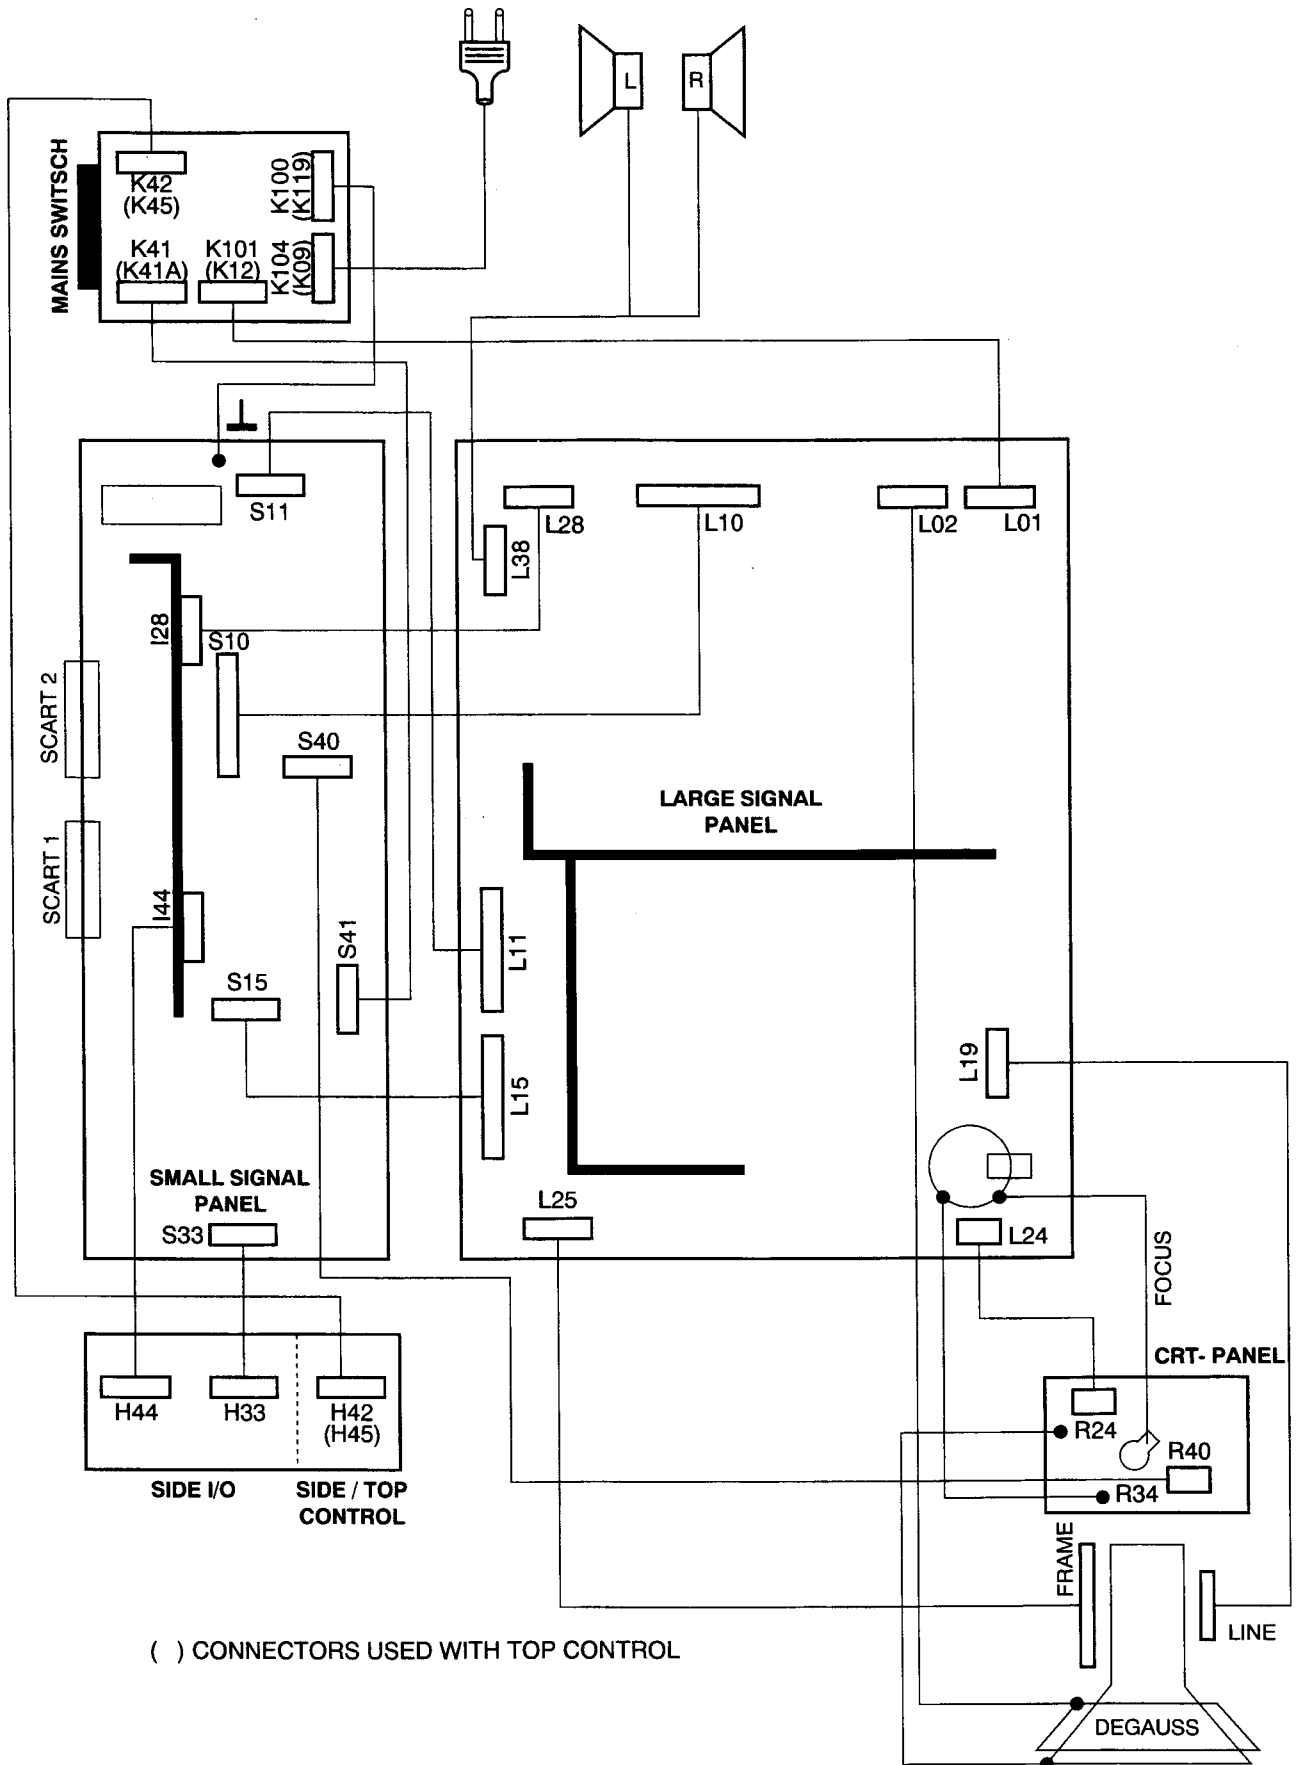 L
R
MAINS SWITSCH
K42
(K45)
K100
(K119)
K41
(K41A)
K101
(K12)
K104
(K09)
S11
L28
L10
L02
L01
L38
I28
S10
SCART 2
S40
LARGE SIGNAL
PANEL
SCART 1
I44
S41
L11
S15
L19
L15
SMALL SIGNAL
PANEL
L25
S33
L24
FOCUS
CRT- PANEL
H44
H33
H42
(H45)
R24
R40
SIDE I/O
SIDE / TOP
CONTROL
R34
FRAME
LINE
( ) CONNECTORS USED WITH TOP CONTROL
DEGAUSS